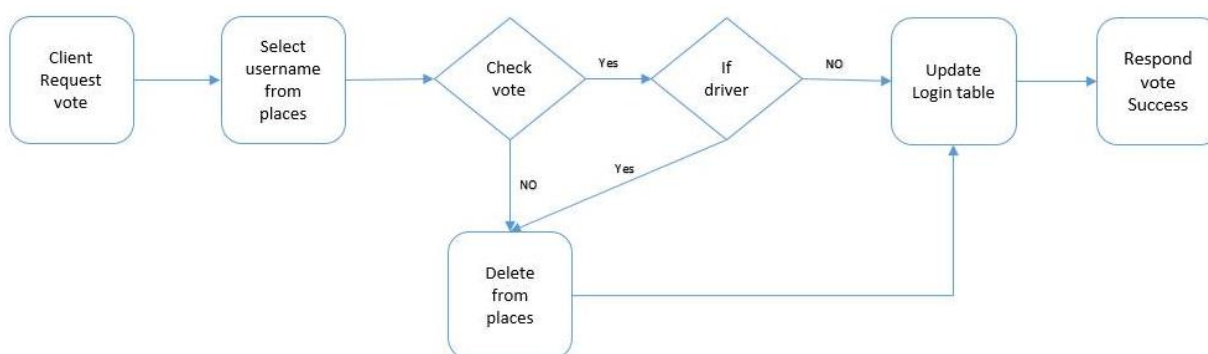 Client
Request
vote
Select
username
from
places
Check
vote
Yes
If
driver
NO
Update
Login table
Respond
vote
Success
NO
Yes
Delete
from
places